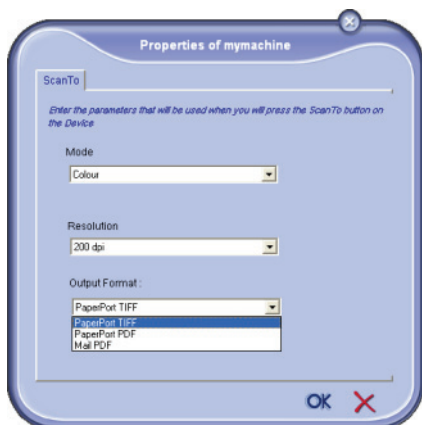 Properties of mymachine
ScanTo
Enter the parameters that will be used when you will press the ScanTo button on
the Device
Mode
Colour
Resolution
200 dpi
Output Format :
PaperPort TIFF
PaperPort TIFF
PaperPort PDF
Mail PDF
OK